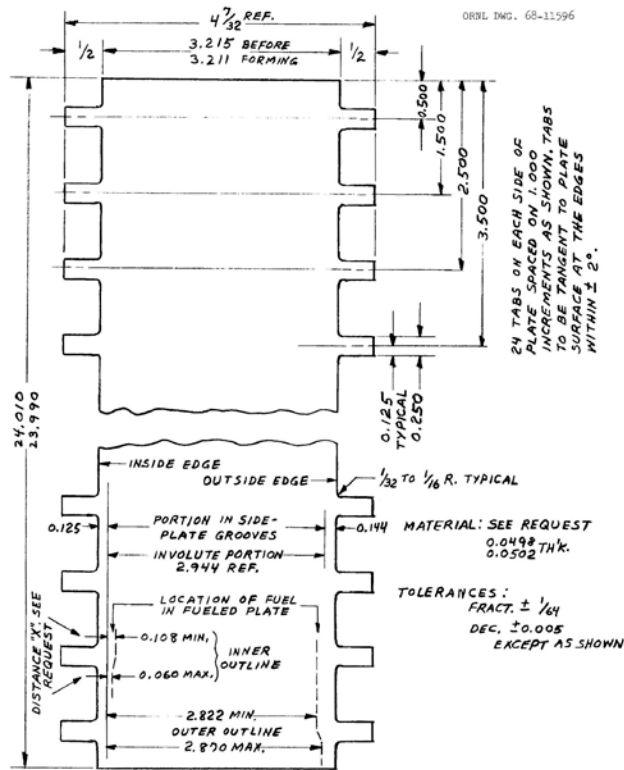 ORNL DWG. 68-11596
4 7/32 REF.
1/2
3.215 BEFORE
3.211 FORMING
1/2
0.500
1.500
2.500
3.500
24 TABS ON EACH SIDE OF
PLATE SPACED ON 1.000
INCREMENTS AS SHOWN. TABS
TO BE TANGENT TO PLATE
SURFACE AT THE EDGES
WITHIN ± 2°.
24.010
23.990
0.125
TYPICAL
0.250
INSIDE EDGE
OUTSIDE EDGE
1/32 TO 1/16 R. TYPICAL
0.125
PORTION IN SIDE-
PLATE GROOVES
0.144
INVOLUTE PORTION
2.944 REF.
MATERIAL: SEE REQUEST
0.0498
0.0502 TH'K.
LOCATION OF FUEL
IN FUELED PLATE
TOLERANCES:
FRACT. ± 1/64
DEC. ±0.005
EXCEPT AS SHOWN
DISTANCE "X". SEE
REQUEST
0.108 MIN.
0.060 MAX.
INNER
OUTLINE
2.822 MIN.
OUTER OUTLINE
2.870 MAX.